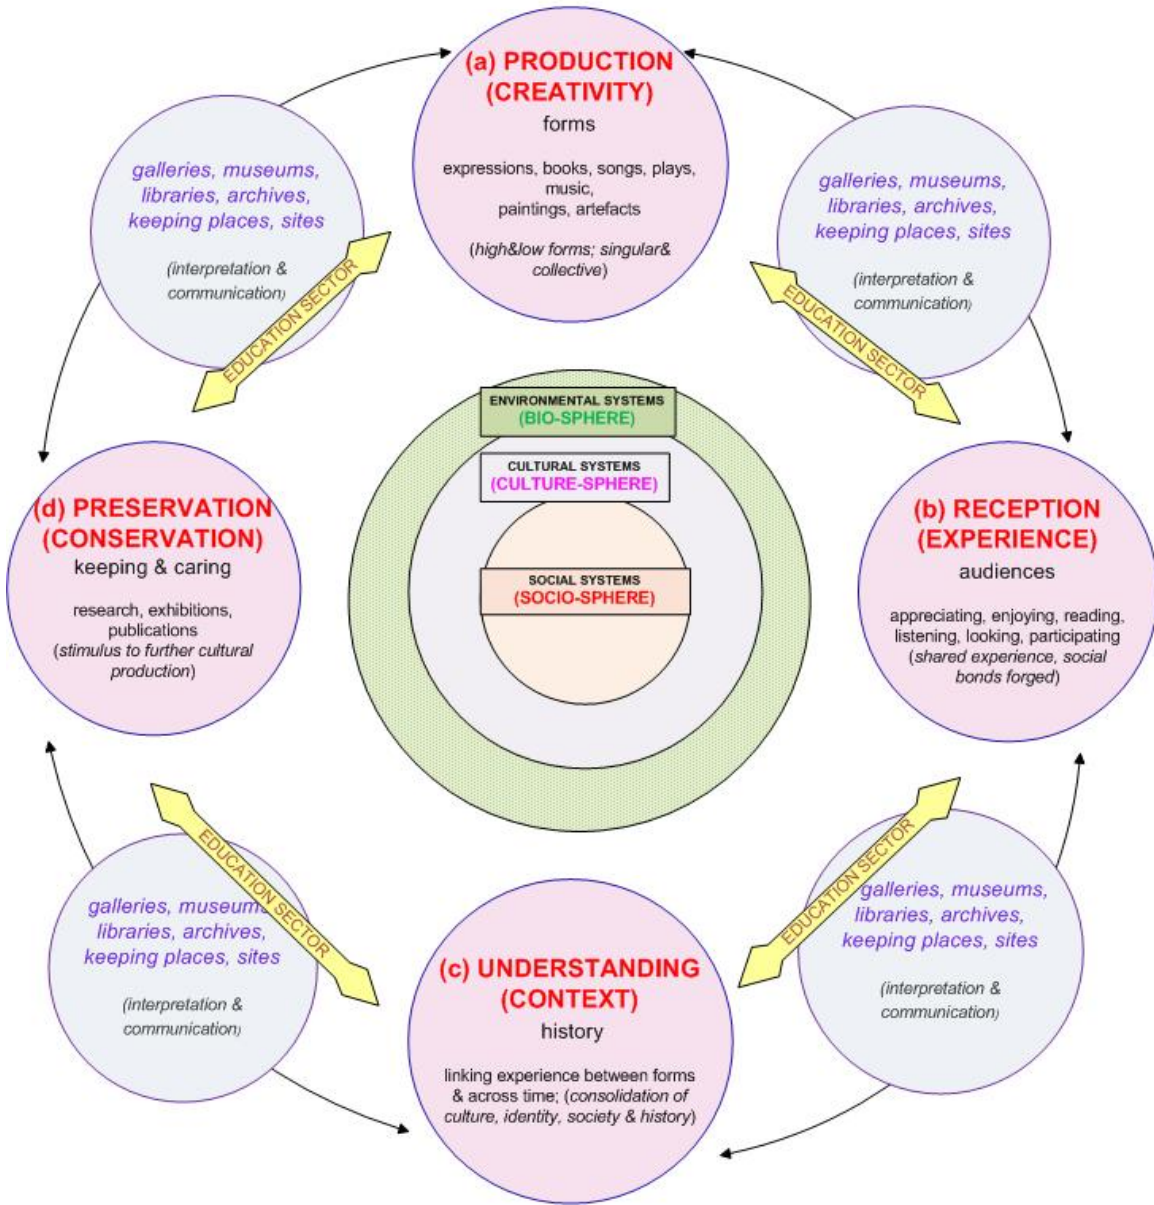 (a) PRODUCTION
(CREATIVITY)
forms
expressions, books, songs, plays,
music,
paintings, artefacts
(high&low forms; singular&
collective)
galleries, museums,
libraries, archives,
keeping places, sites
(interpretation &
communication)
EDUCATION SECTOR
galleries, museums,
libraries, archives,
keeping places, sites
(interpretation &
communication)
EDUCATION SECTOR
ENVIRONMENTAL SYSTEMS
(BIO-SPHERE)
CULTURAL SYSTEMS
(CULTURE-SPHERE)
SOCIAL SYSTEMS
(SOCIO-SPHERE)
(d) PRESERVATION
(CONSERVATION)
keeping & caring
research, exhibitions,
publications
(stimulus to further cultural
production)
(b) RECEPTION
(EXPERIENCE)
audiences
appreciating, enjoying, reading,
listening, looking, participating
(shared experience, social
bonds forged)
EDUCATION SECTOR
galleries, museums,
libraries, archives,
keeping places, sites
(interpretation &
communication)
EDUCATION SECTOR
galleries, museums,
libraries, archives,
keeping places, sites
(interpretation &
communication)
(c) UNDERSTANDING
(CONTEXT)
history
linking experience between forms
& across time; (consolidation of
culture, identity, society & history)